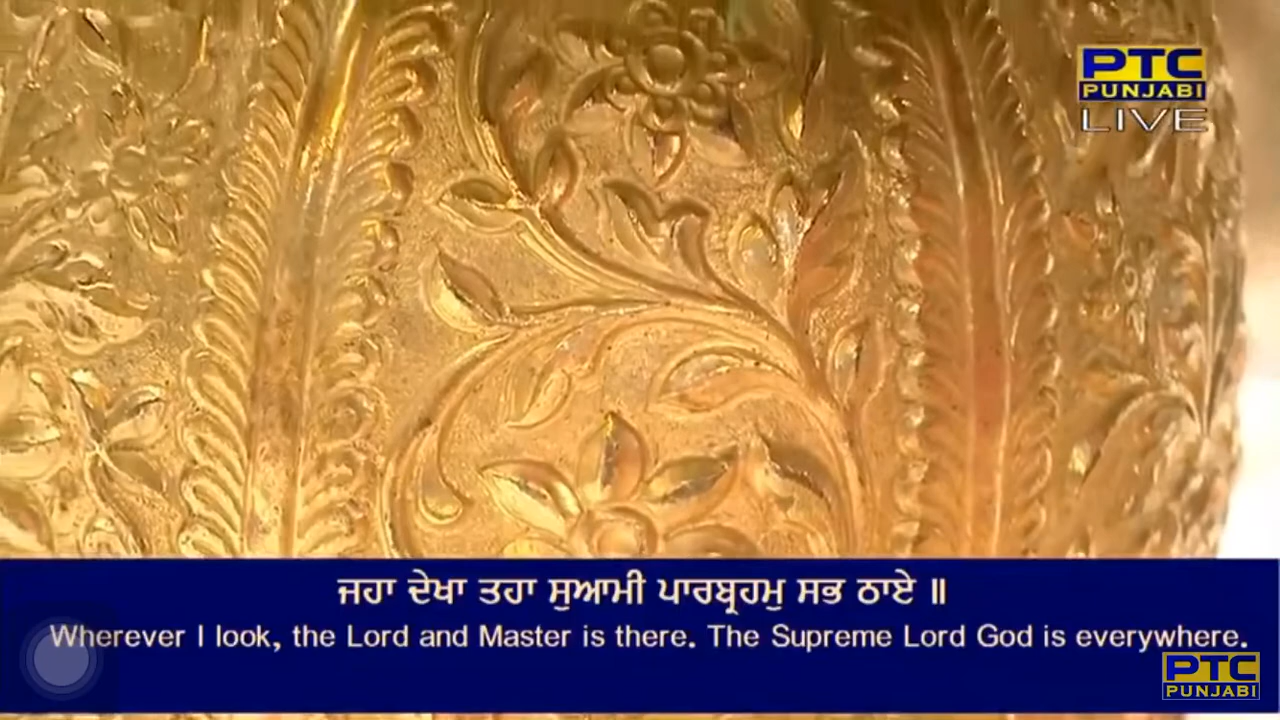 PTC
PUNJABI
LIVE
ਜਹਾ ਦੇਖਾ ਤਹਾ ਸੁਆਮੀ ਪਾਰਬ੍ਰਹਮੁ ਸਭ ਠਾਏ ॥
Wherever I look, the Lord and Master is there. The Supreme Lord God is everywhere.
PTC
PUNJABI